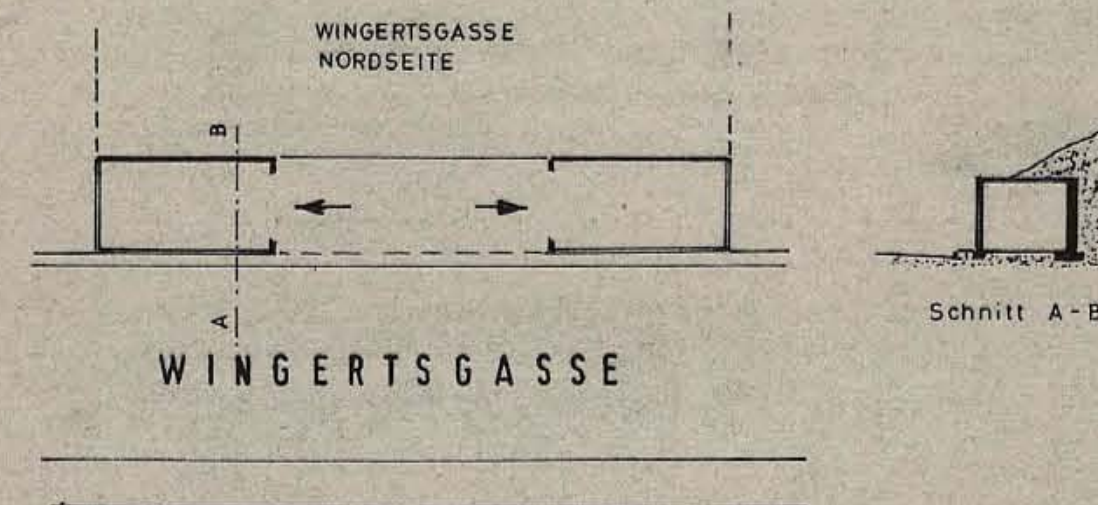 WINGERTSGASSE
NORDSEITE
B
A
Schnitt A-B
WINGERTSGASSE